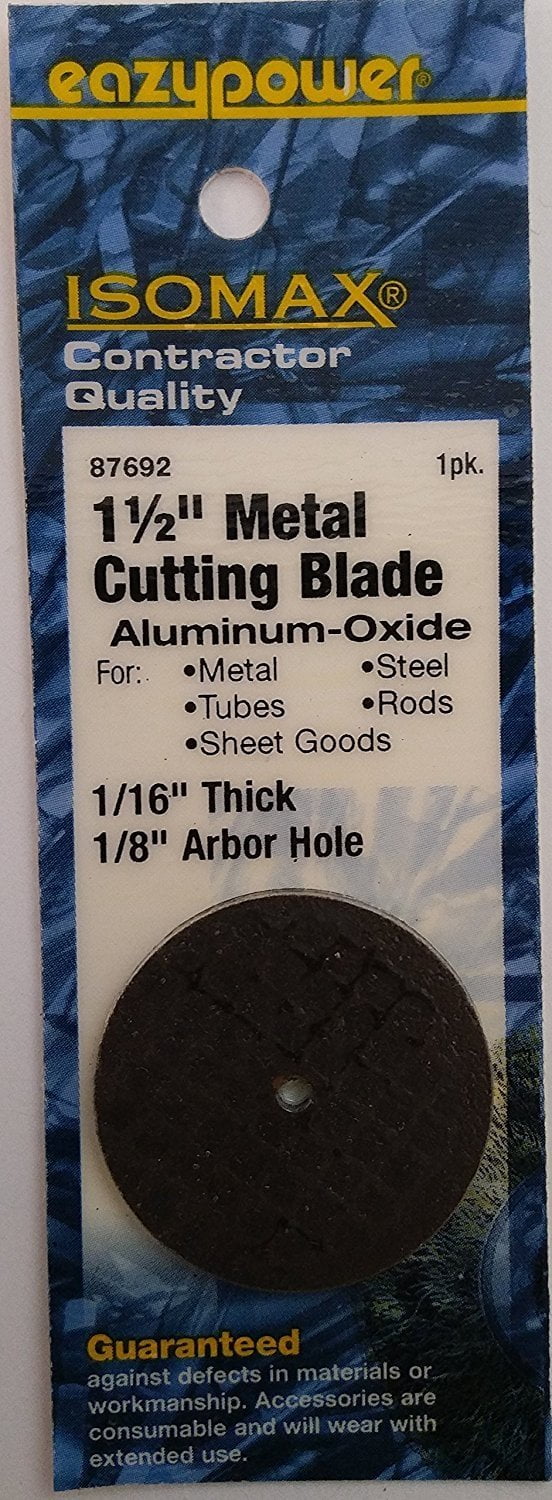 eazypower®
ISOMAX®
Contractor
Quality
87692 1pk.
1½" Metal
Cutting Blade
Aluminum-Oxide
For: •Metal •Steel
•Tubes •Rods
•Sheet Goods
1/16" Thick
1/8" Arbor Hole
Guaranteed
against defects in materials or
workmanship. Accessories are
consumable and will wear with
extended use.